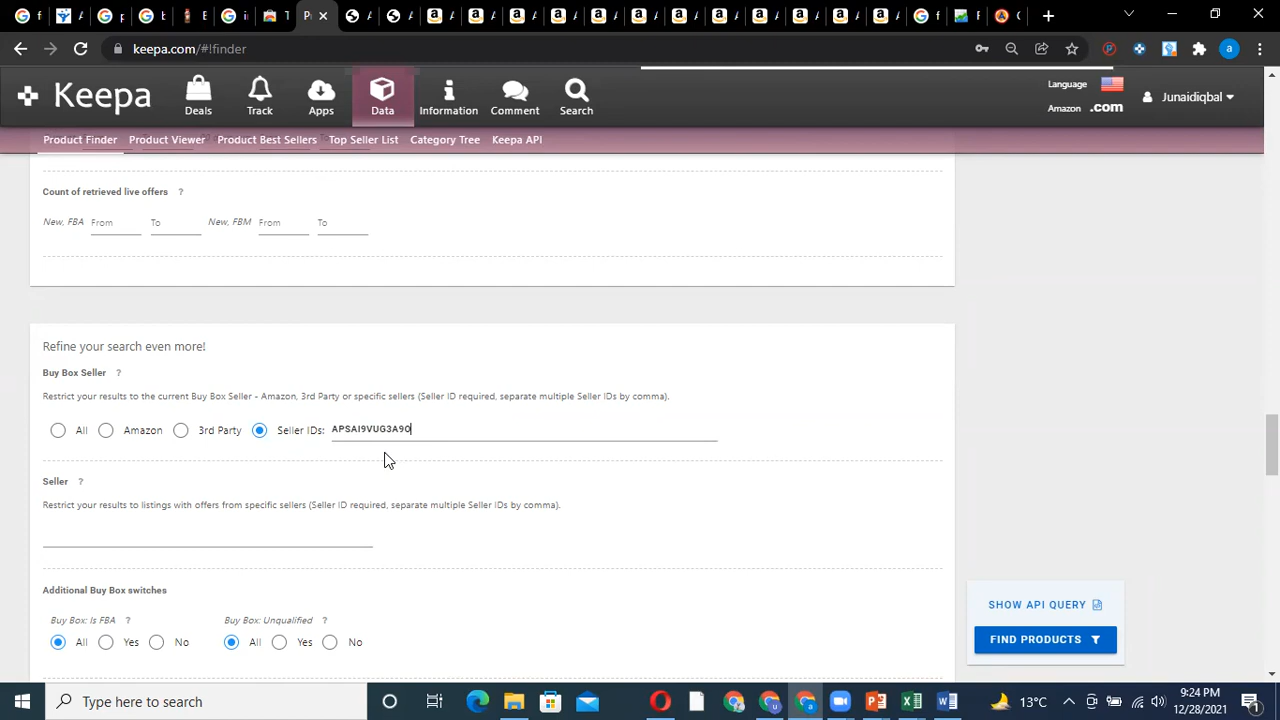 keepa.com/#!finder
Keepa
Deals
Track
Apps
Data
Information
Comment
Search
Language
Amazon .com
Junaidiqbal
Product Finder Product Viewer Product Best Sellers Top Seller List Category Tree Keepa API
Count of retrieved live offers ?
New, FBA From To New, FBM From To
Refine your search even more!
Buy Box Seller ?
Restrict your results to the current Buy Box Seller - Amazon, 3rd Party or specific sellers (Seller ID required, separate multiple Seller IDs by comma).
All Amazon 3rd Party Seller IDs: APSAI9VUG3A9O
Seller ?
Restrict your results to listings with offers from specific sellers (Seller ID required, separate multiple Seller IDs by comma).
Additional Buy Box switches
Buy Box: Is FBA ? Buy Box: Unqualified ?
All Yes No All Yes No
SHOW API QUERY
FIND PRODUCTS
Type here to search
13°C
9:24 PM
12/28/2021